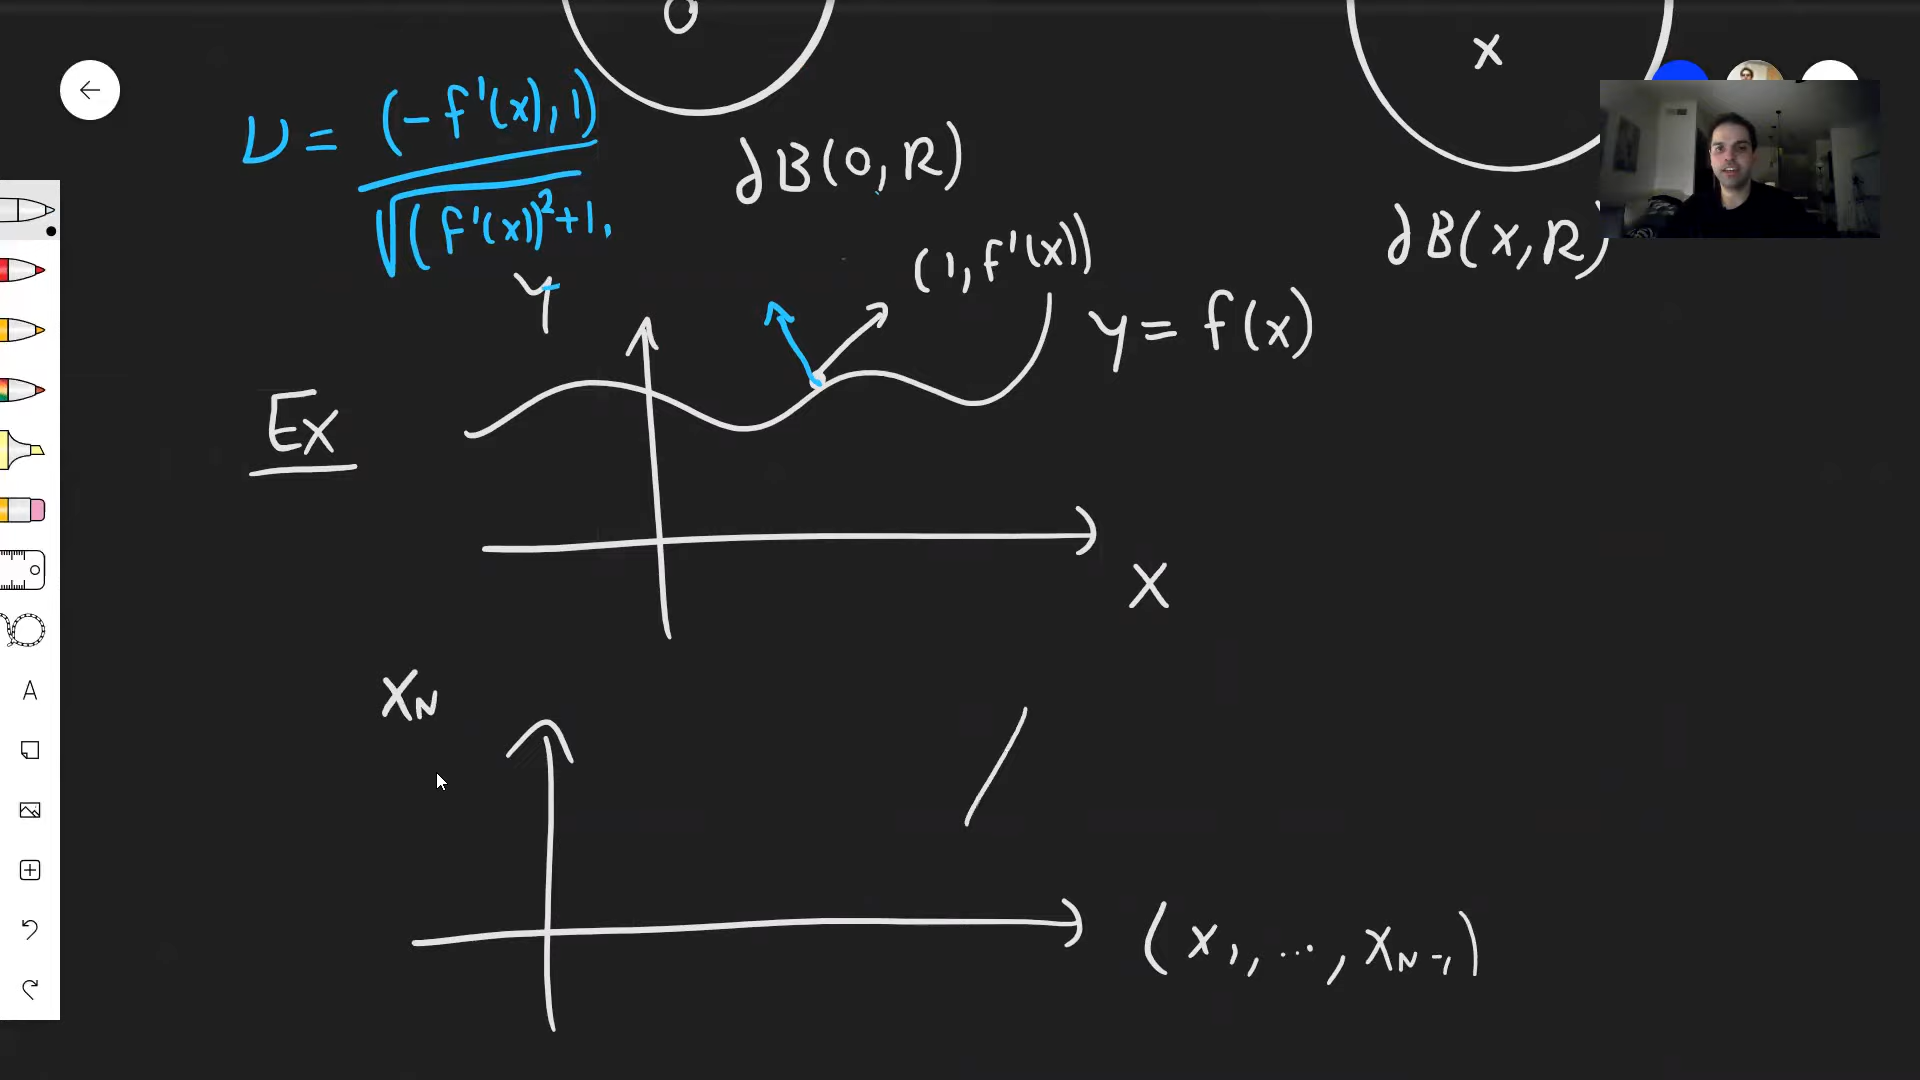 0
x
ν = (-f'(x), 1)
√((f'(x))²+1.
∂B(0, R)
∂B(x, R)
(1, f'(x))
y = f(x)
Y
Ex
X
X_N
(x₁, ..., x_{N-1})
A